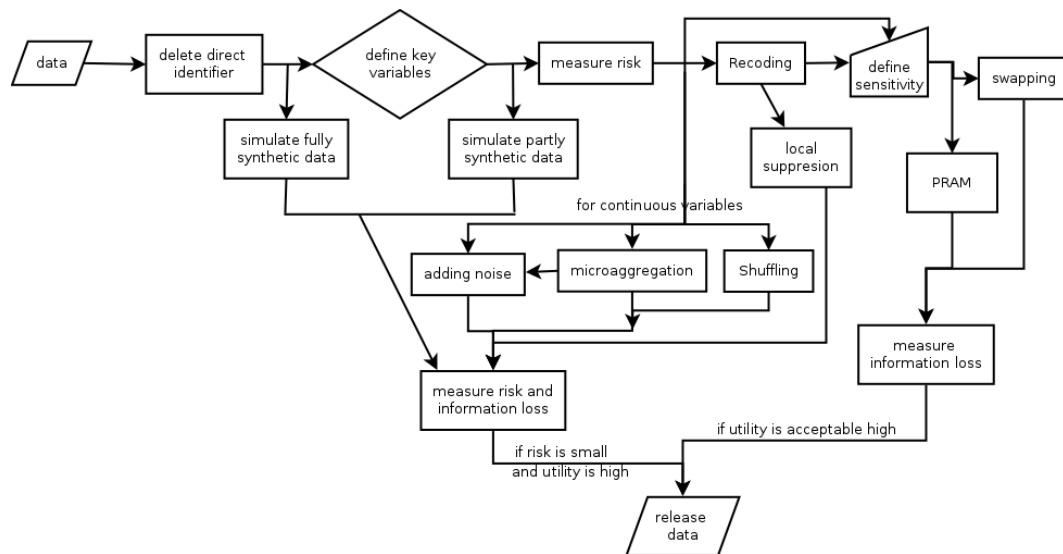 data
delete direct
identifier
define key
variables
measure risk
Recoding
define
sensitivity
swapping
simulate fully
synthetic data
simulate partly
synthetic data
local
suppresion
PRAM
for continuous variables
adding noise
microaggregation
Shuffling
measure
information loss
measure risk and
information loss
if utility is acceptable high
if risk is small
and utility is high
release
data